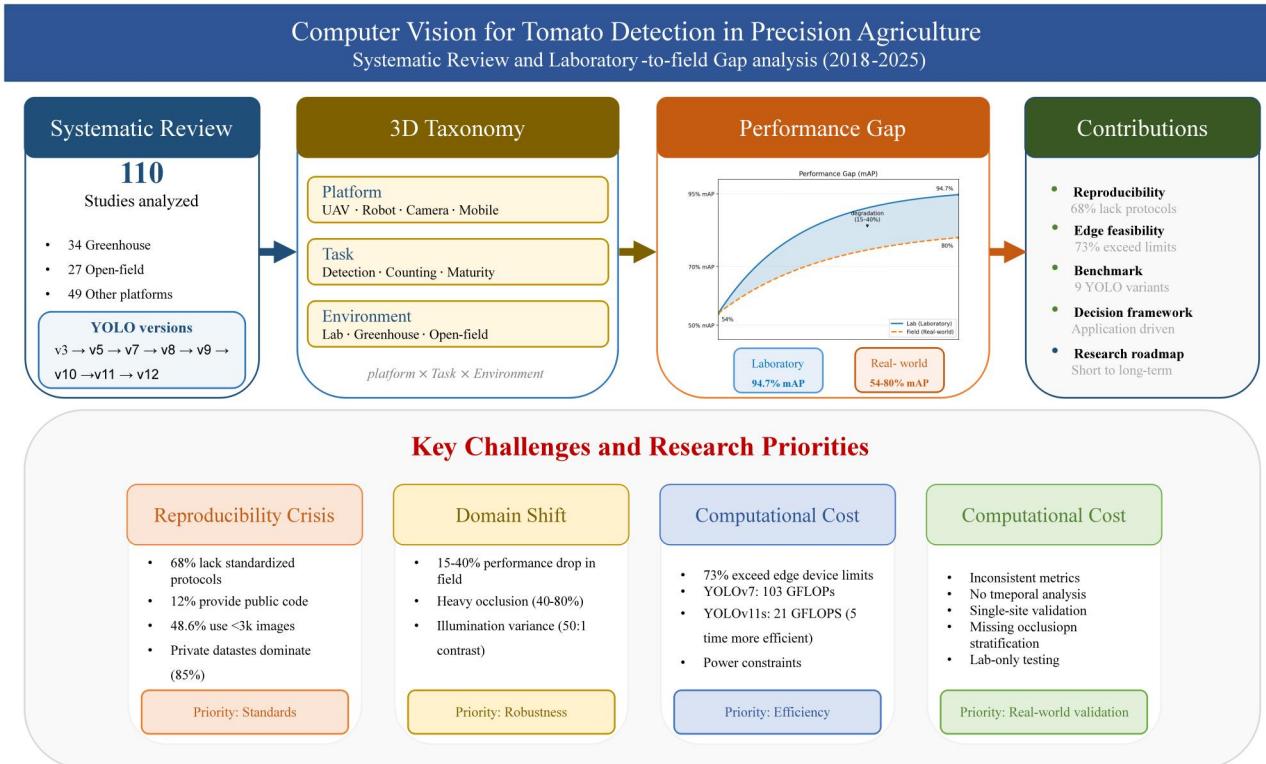 Computer Vision for Tomato Detection in Precision Agriculture
Systematic Review and Laboratory-to-field Gap analysis (2018-2025)
Systematic Review
110
Studies analyzed
• 34 Greenhouse
• 27 Open-field
• 49 Other platforms
YOLO versions
v3 → v5 → v7 → v8 → v9 →
v10 →v11 → v12
3D Taxonomy
Platform
UAV · Robot · Camera · Mobile
Task
Detection · Counting · Maturity
Environment
Lab · Greenhouse · Open-field
platform × Task × Environment
Performance Gap
Performance Gap (mAP)
95% mAP
94.7%
degradation
(15–40%)
80%
70% mAP
54%
50% mAP
Lab (Laboratory)
Field (Real-world)
Laboratory
94.7% mAP
Real- world
54-80% mAP
Contributions
• Reproducibility
68% lack protocols
• Edge feasibility
73% exceed limits
• Benchmark
9 YOLO variants
• Decision framework
Application driven
• Research roadmap
Short to long-term
Key Challenges and Research Priorities
Reproducibility Crisis
• 68% lack standardized
protocols
• 12% provide public code
• 48.6% use <3k images
• Private datastes dominate
(85%)
Priority: Standards
Domain Shift
• 15-40% performance drop in
field
• Heavy occlusion (40-80%)
• Illumination variance (50:1
contrast)
Priority: Robustness
Computational Cost
• 73% exceed edge device limits
• YOLOv7: 103 GFLOPs
• YOLOv11s: 21 GFLOPS (5
time more efficient)
• Power constraints
Priority: Efficiency
Computational Cost
• Inconsistent metrics
• No tmeporal analysis
• Single-site validation
• Missing occlusiopn
stratification
• Lab-only testing
Priority: Real-world validation